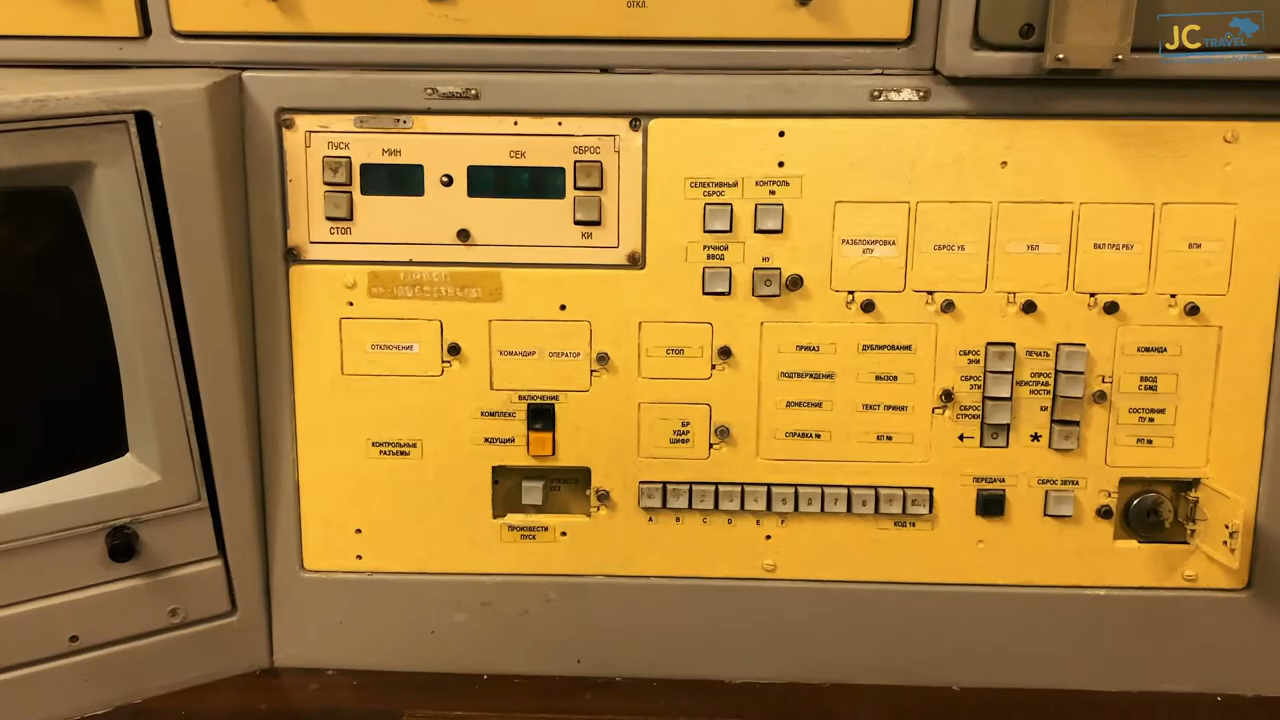 ОТКЛ.
JC TRAVEL
ПУСК
МИН
СЕК
СБРОС
СТОП
КИ
СЕЛЕКТИВНЫЙ
СБРОС
КОНТРОЛЬ
№
РУЧНОЙ
ВВОД
НУ
РАЗБЛОКИРОВКА
КПУ
СБРОС УБ
УБП
ВКЛ ПРД РБУ
ВПИ
ОТКЛЮЧЕНИЕ
КОМАНДИР ОПЕРАТОР
СТОП
ПРИКАЗ
ДУБЛИРОВАНИЕ
ПОДТВЕРЖДЕНИЕ
ВЫЗОВ
ДОНЕСЕНИЕ
ТЕКСТ ПРИНЯТ
СПРАВКА №
КП №
СБРОС
ЭНИ
СБРОС
ЭТИ
СБРОС
СТРОКИ
←
ПЕЧАТЬ
ОПРОС
НЕИСПРАВ-
НОСТИ
КИ
*
КОМАНДА
ВВОД
С БМД
СОСТОЯНИЕ
ПУ №
РП №
ВКЛЮЧЕНИЕ
КОМПЛЕКС
ЖДУЩИЙ
БР
УДАР
ШИФР
КОНТРОЛЬНЫЕ
РАЗЪЕМЫ
ПРОИЗВЕСТИ
ПУСК
ПРОИЗВЕСТИ
ПУСК
A B C D E F
КОД 16
ПЕРЕДАЧА
СБРОС ЗВУКА